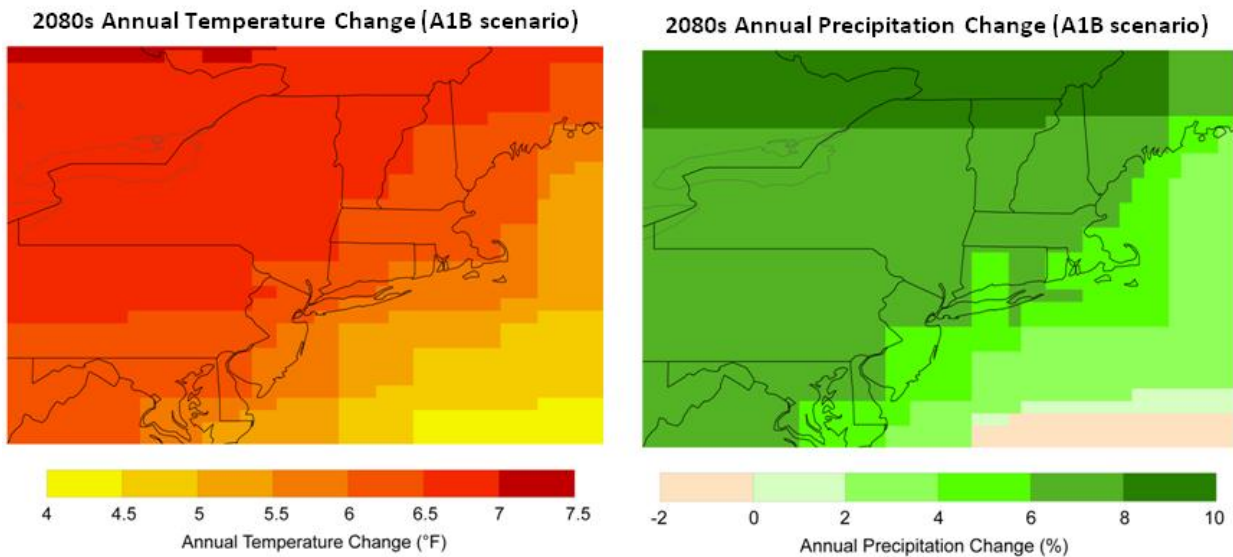 2080s Annual Temperature Change (A1B scenario)
2080s Annual Precipitation Change (A1B scenario)
4 4.5 5 5.5 6 6.5 7 7.5
Annual Temperature Change (°F)
-2 0 2 4 6 8 10
Annual Precipitation Change (%)